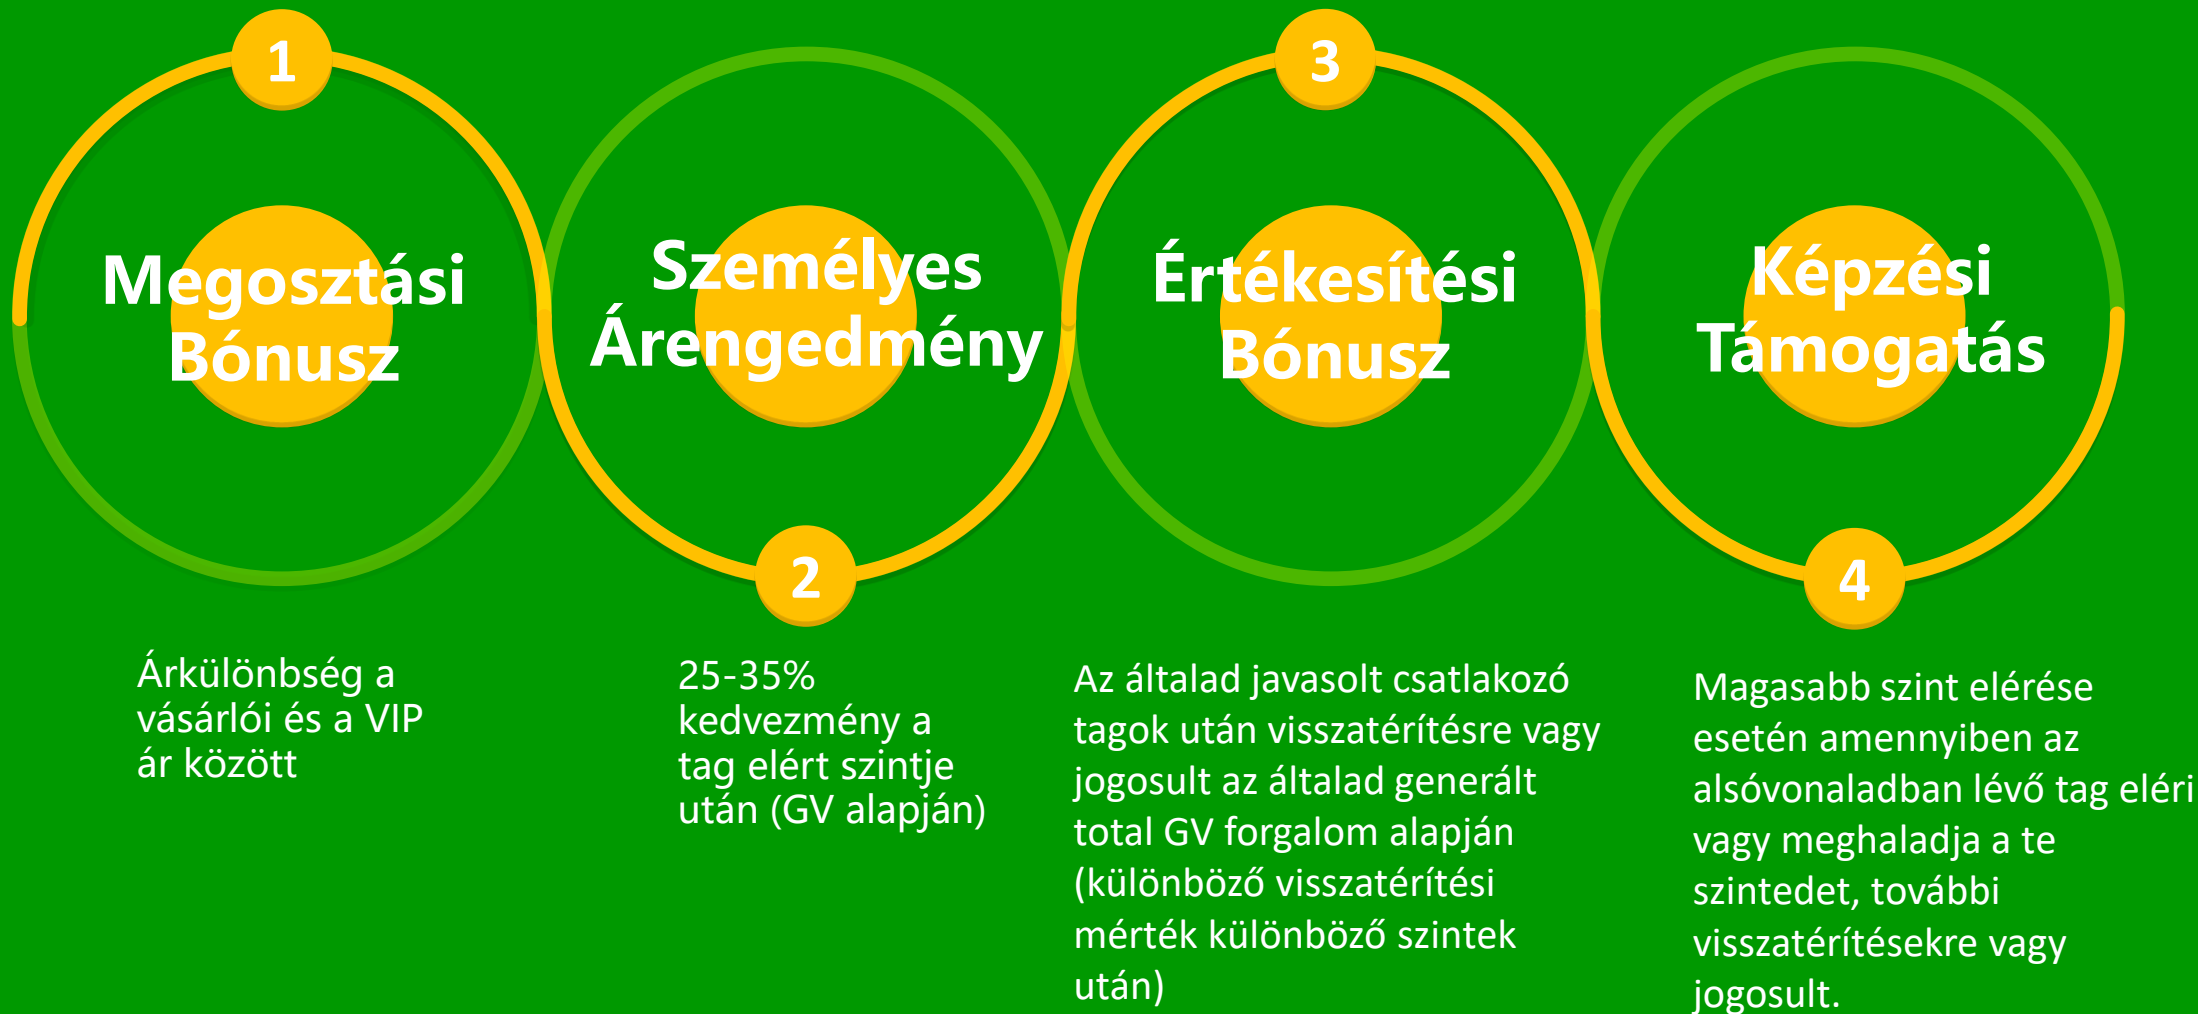 1
Megosztási
Bónusz
Árkülönbség a
vásárlói és a VIP
ár között
Személyes
Árengedmény
2
25-35%
kedvezmény a
tag elért szintje
után (GV alapján)
3
Értékesítési
Bónusz
Az általad javasolt csatlakozó
tagok után visszatérítésre vagy
jogosult az általad generált
total GV forgalom alapján
(különböző visszatérítési
mérték különböző szintek
után)
Képzési
Támogatás
4
Magasabb szint elérése
esetén amennyiben az
alsóvonaladban lévő tag eléri
vagy meghaladja a te
szintedet, további
visszatérítésekre vagy
jogosult.